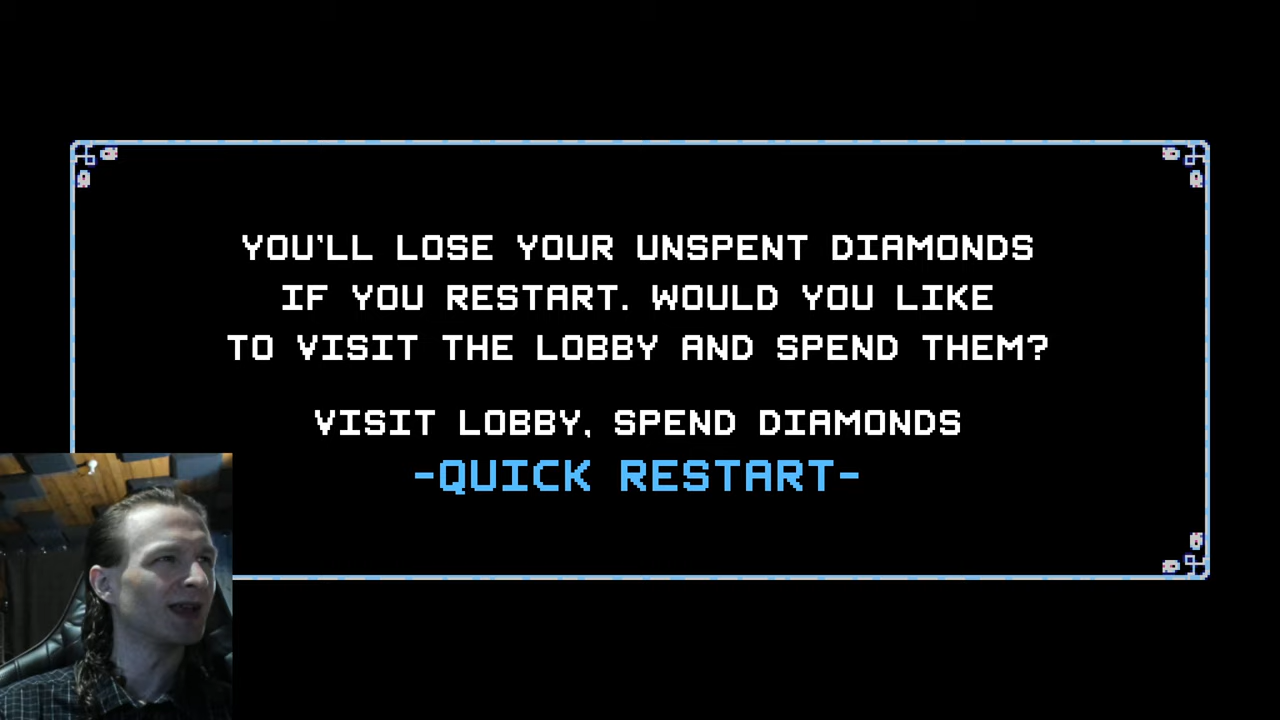 YOU'LL LOSE YOUR UNSPENT DIAMONDS
IF YOU RESTART. WOULD YOU LIKE
TO VISIT THE LOBBY AND SPEND THEM?
VISIT LOBBY, SPEND DIAMONDS
-QUICK RESTART-